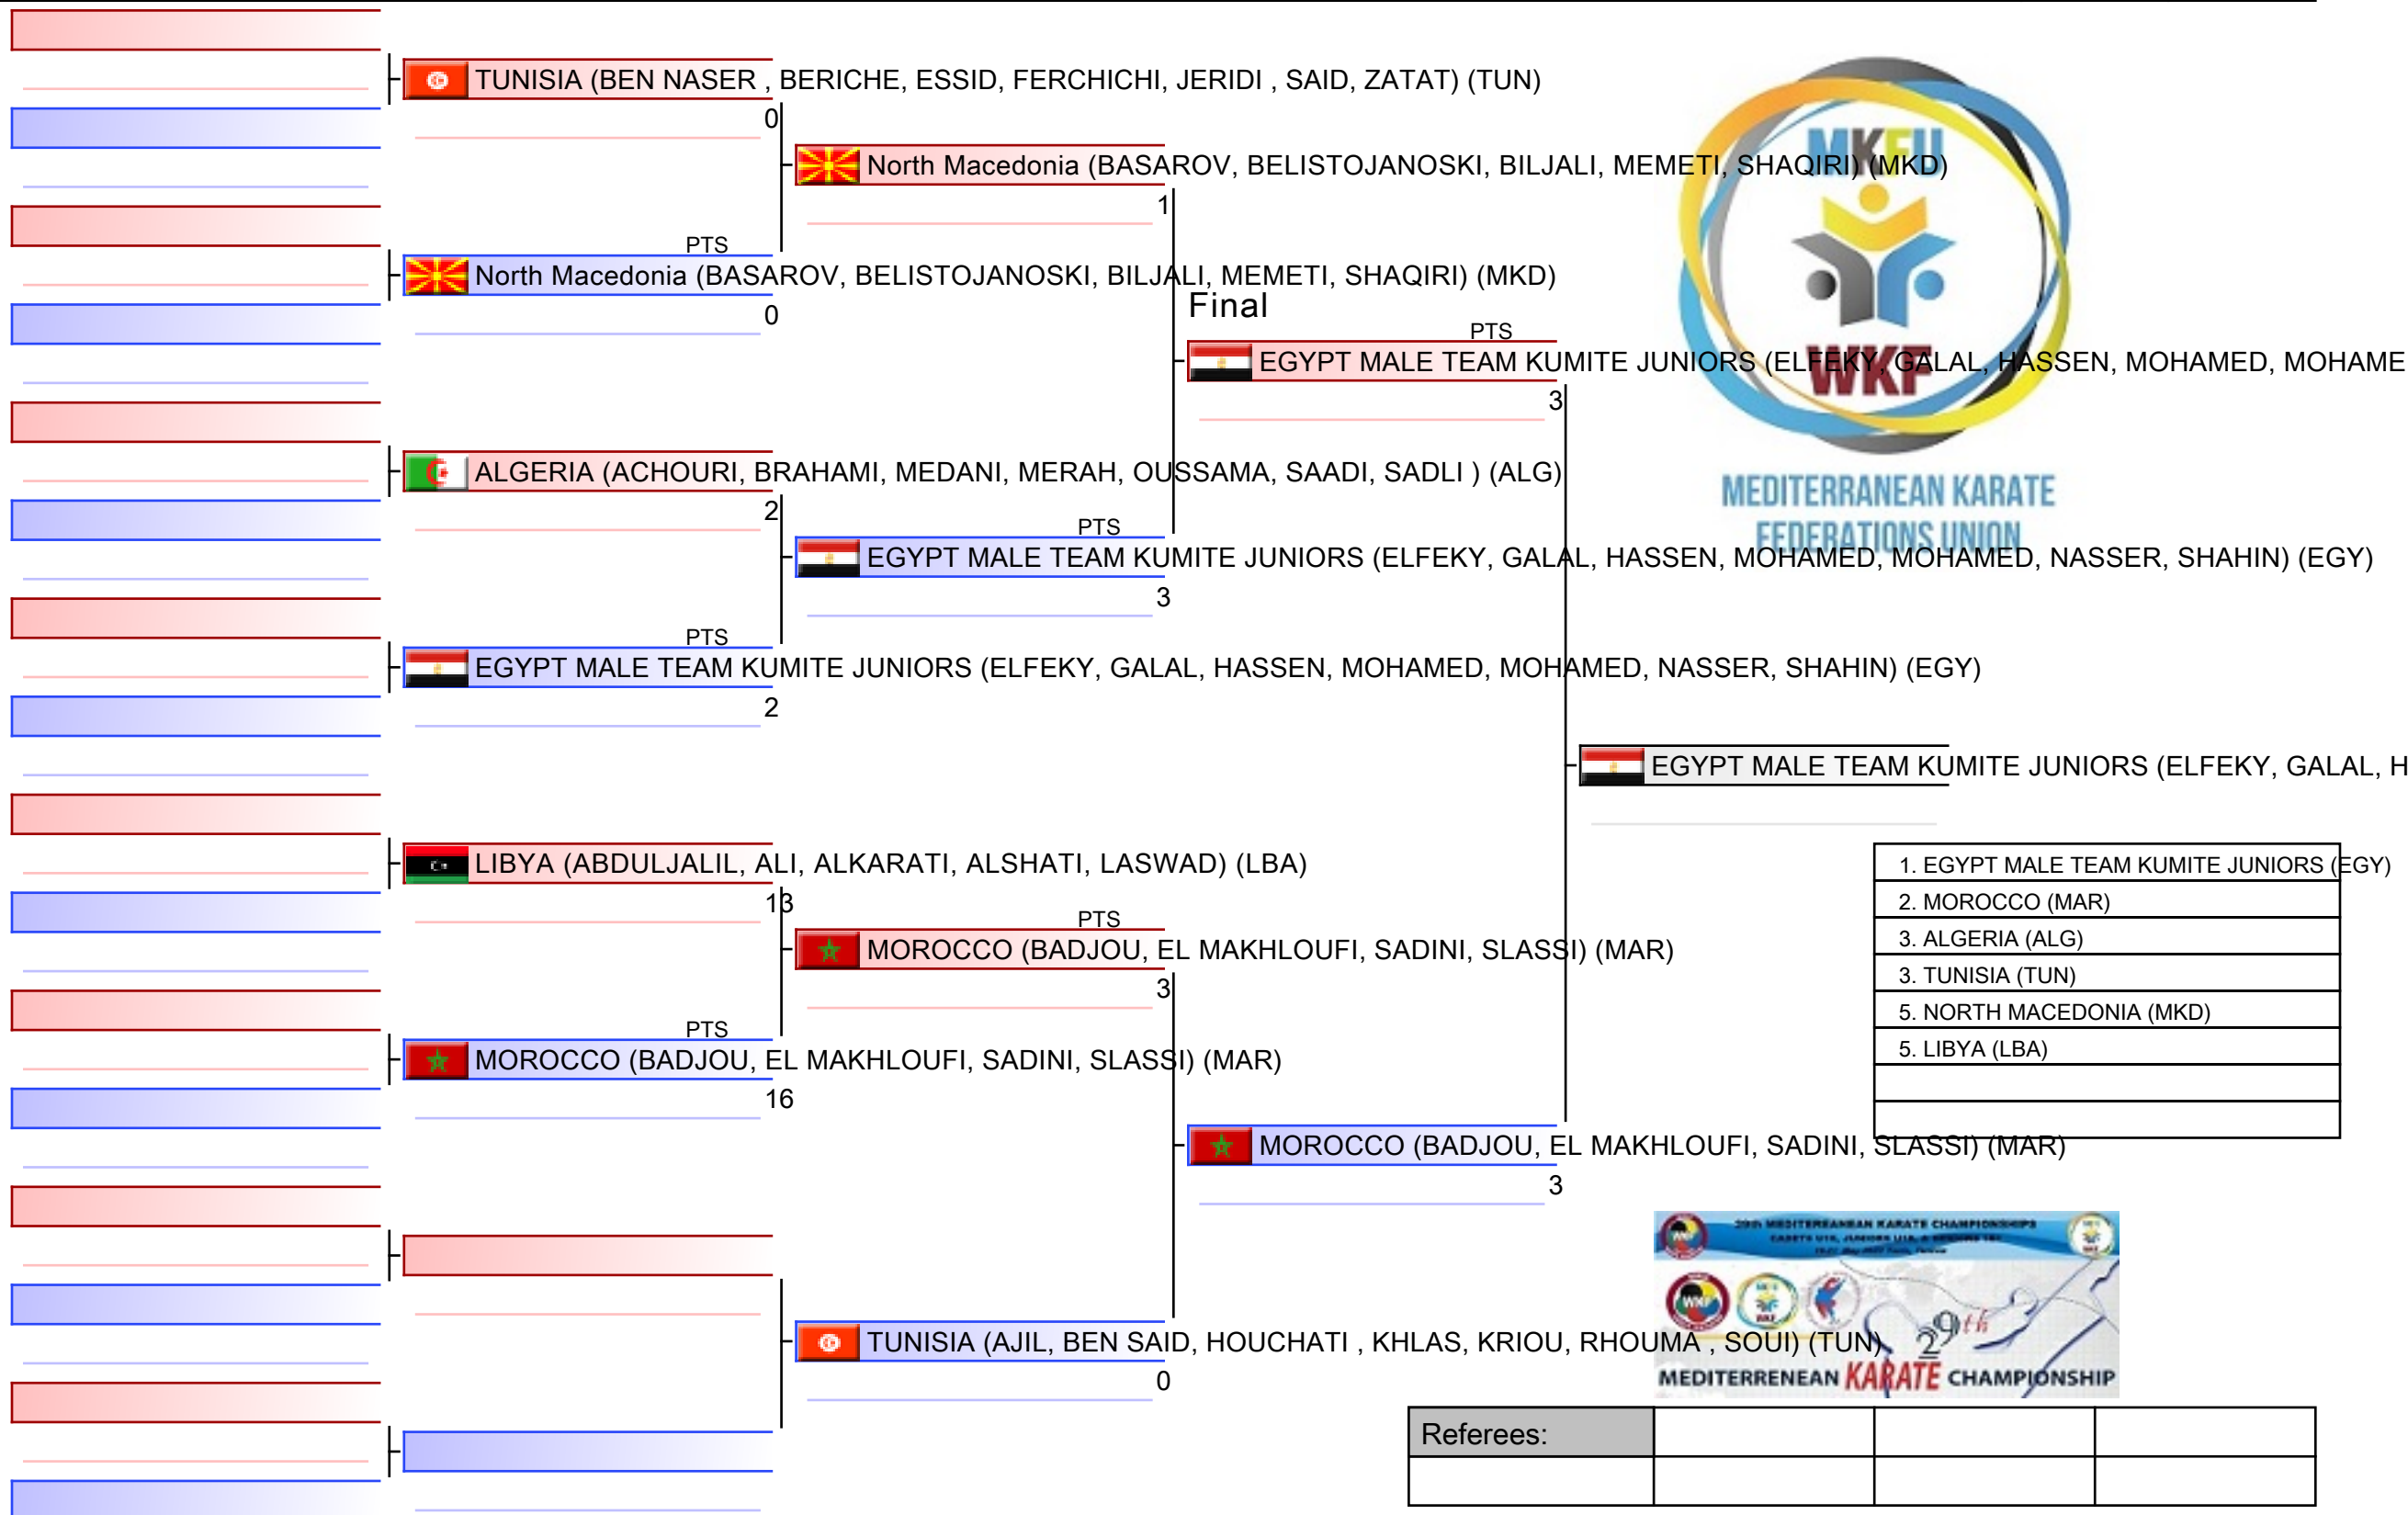 TUNISIA (BEN NASER , BERICHE, ESSID, FERCHICHI, JERIDI , SAID, ZATAT) (TUN)
0
North Macedonia (BASAROV, BELISTOJANOSKI, BILJALI, MEMETI, SHAQIRI) (MKD)
1
PTS
North Macedonia (BASAROV, BELISTOJANOSKI, BILJALI, MEMETI, SHAQIRI) (MKD)
0
Final
PTS
EGYPT MALE TEAM KUMITE JUNIORS (ELFEKY, GALAL, HASSEN, MOHAMED, MOHAME
3
MKFU
WKF
MEDITERRANEAN KARATE
FEDERATIONS UNION
ALGERIA (ACHOURI, BRAHAMI, MEDANI, MERAH, OUSSAMA, SAADI, SADLI ) (ALG)
2
PTS
EGYPT MALE TEAM KUMITE JUNIORS (ELFEKY, GALAL, HASSEN, MOHAMED, MOHAMED, NASSER, SHAHIN) (EGY)
3
PTS
EGYPT MALE TEAM KUMITE JUNIORS (ELFEKY, GALAL, HASSEN, MOHAMED, MOHAMED, NASSER, SHAHIN) (EGY)
2
EGYPT MALE TEAM KUMITE JUNIORS (ELFEKY, GALAL, H
LIBYA (ABDULJALIL, ALI, ALKARATI, ALSHATI, LASWAD) (LBA)
13
PTS
MOROCCO (BADJOU, EL MAKHLOUFI, SADINI, SLASSI) (MAR)
3
PTS
MOROCCO (BADJOU, EL MAKHLOUFI, SADINI, SLASSI) (MAR)
16
1. EGYPT MALE TEAM KUMITE JUNIORS (EGY)
2. MOROCCO (MAR)
3. ALGERIA (ALG)
3. TUNISIA (TUN)
5. NORTH MACEDONIA (MKD)
5. LIBYA (LBA)
MOROCCO (BADJOU, EL MAKHLOUFI, SADINI, SLASSI) (MAR)
3
TUNISIA (AJIL, BEN SAID, HOUCHATI , KHLAS, KRIOU, RHOUMA , SOUI) (TUN)
0
29th MEDITERRANEAN KARATE CHAMPIONSHIPS
29th
MEDITERRENEAN KARATE CHAMPIONSHIP
Referees: